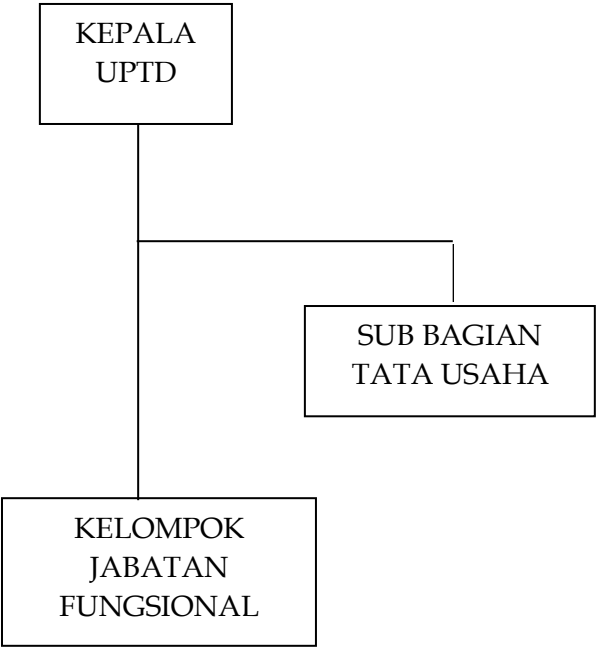 KEPALA
UPTD
SUB BAGIAN
TATA USAHA
KELOMPOK
JABATAN
FUNGSIONAL